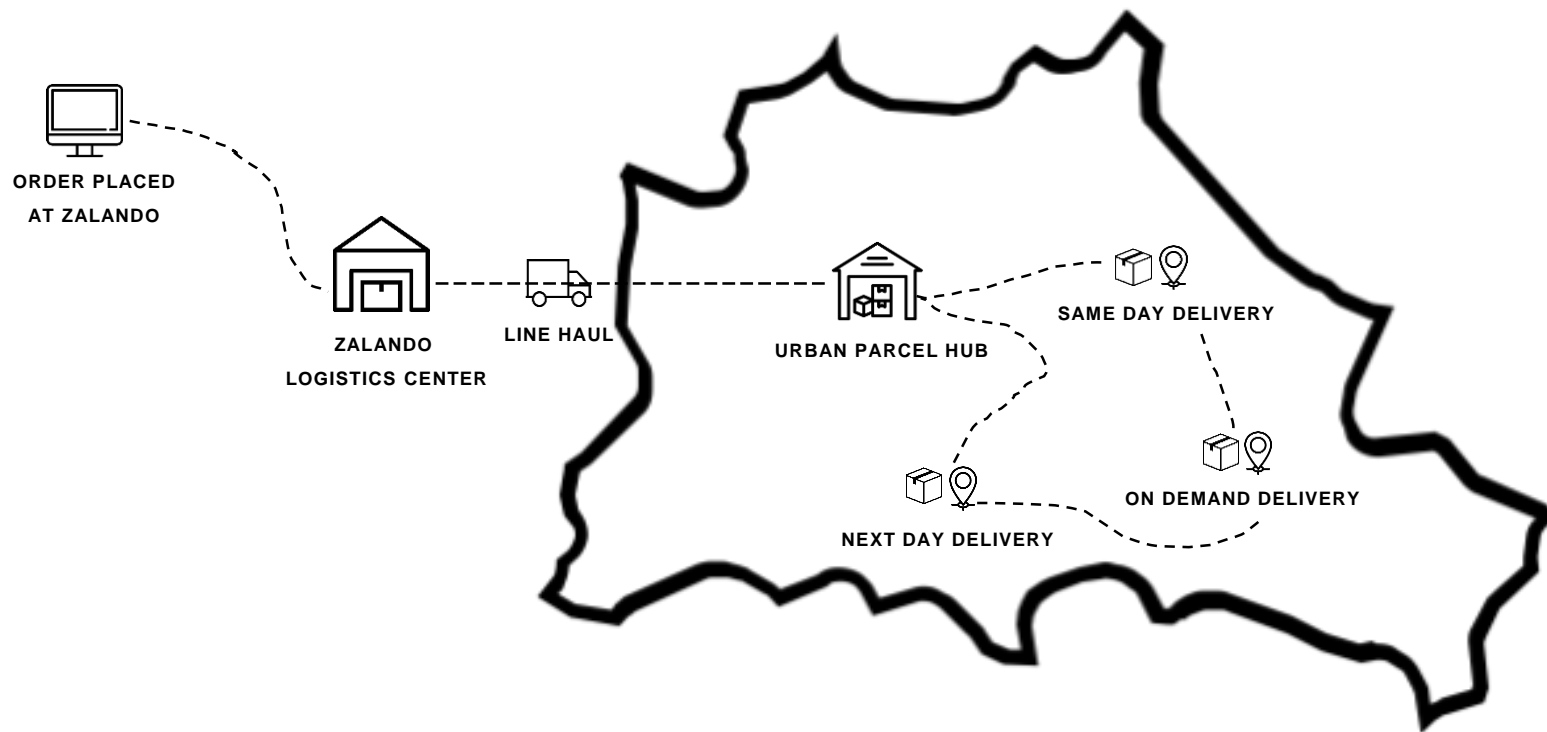 ORDER PLACED
AT ZALANDO
ZALANDO
LOGISTICS CENTER
LINE HAUL
URBAN PARCEL HUB
SAME DAY DELIVERY
ON DEMAND DELIVERY
NEXT DAY DELIVERY